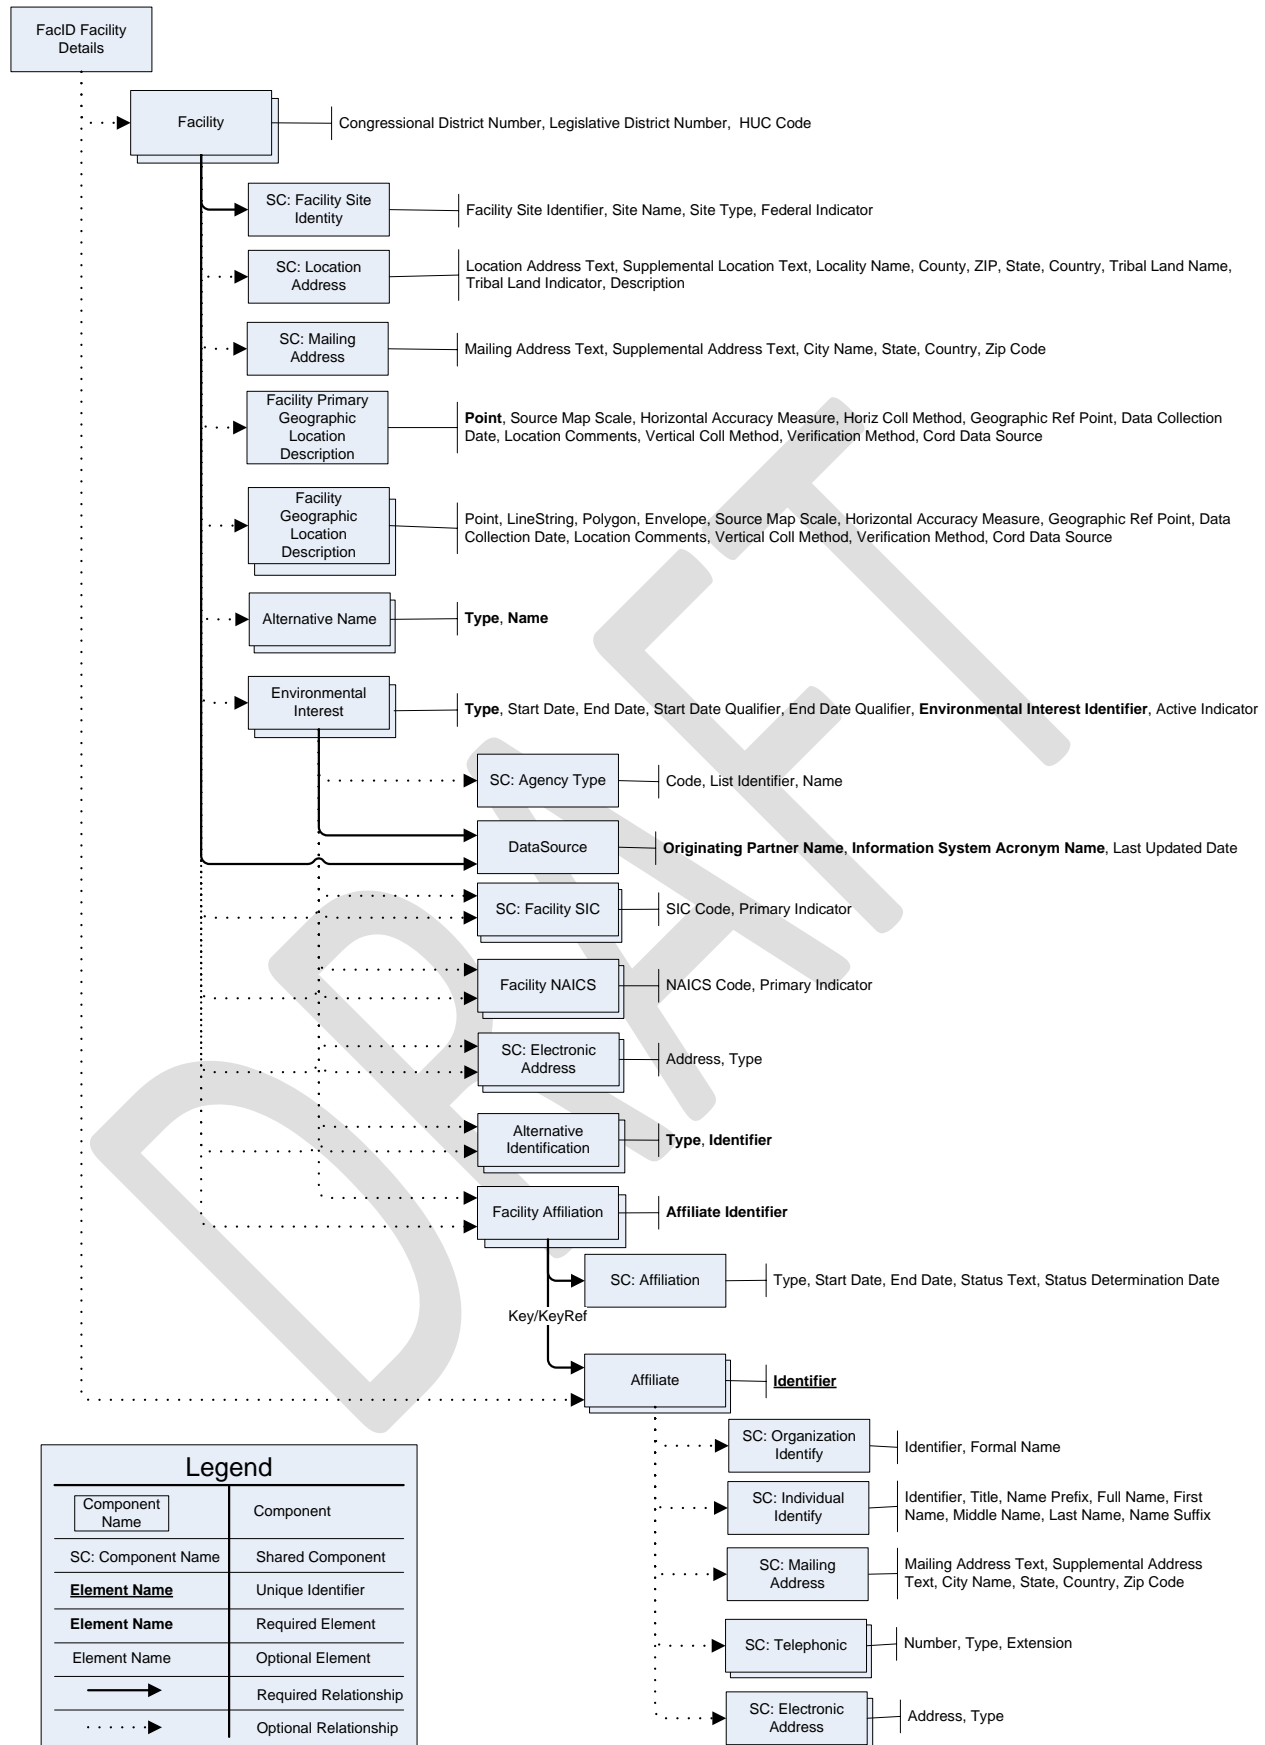 FacID Facility
Details
Facility
Congressional District Number, Legislative District Number,  HUC Code
SC: Facility Site
Identity
Facility Site Identifier, Site Name, Site Type, Federal Indicator
SC: Location
Address
Location Address Text, Supplemental Location Text, Locality Name, County, ZIP, State, Country, Tribal Land Name,
Tribal Land Indicator, Description
SC: Mailing
Address
Mailing Address Text, Supplemental Address Text, City Name, State, Country, Zip Code
Facility Primary
Geographic
Location
Description
Point, Source Map Scale, Horizontal Accuracy Measure, Horiz Coll Method, Geographic Ref Point, Data Collection
Date, Location Comments, Vertical Coll Method, Verification Method, Cord Data Source
Facility
Geographic
Location
Description
Point, LineString, Polygon, Envelope, Source Map Scale, Horizontal Accuracy Measure, Geographic Ref Point, Data
Collection Date, Location Comments, Vertical Coll Method, Verification Method, Cord Data Source
Alternative Name
Type, Name
Environmental
Interest
Type, Start Date, End Date, Start Date Qualifier, End Date Qualifier, Environmental Interest Identifier, Active Indicator
SC: Agency Type
Code, List Identifier, Name
DataSource
Originating Partner Name, Information System Acronym Name, Last Updated Date
SC: Facility SIC
SIC Code, Primary Indicator
Facility NAICS
NAICS Code, Primary Indicator
SC: Electronic
Address
Address, Type
Alternative
Identification
Type, Identifier
Facility Affiliation
Affiliate Identifier
SC: Affiliation
Type, Start Date, End Date, Status Text, Status Determination Date
Key/KeyRef
Affiliate
Identifier
SC: Organization
Identify
Identifier, Formal Name
SC: Individual
Identify
Identifier, Title, Name Prefix, Full Name, First
Name, Middle Name, Last Name, Name Suffix
SC: Mailing
Address
Mailing Address Text, Supplemental Address
Text, City Name, State, Country, Zip Code
SC: Telephonic
Number, Type, Extension
SC: Electronic
Address
Address, Type
Legend
Component
Name
Component
SC: Component Name
Shared Component
Element Name
Unique Identifier
Element Name
Required Element
Element Name
Optional Element
Required Relationship
Optional Relationship
DRAFT